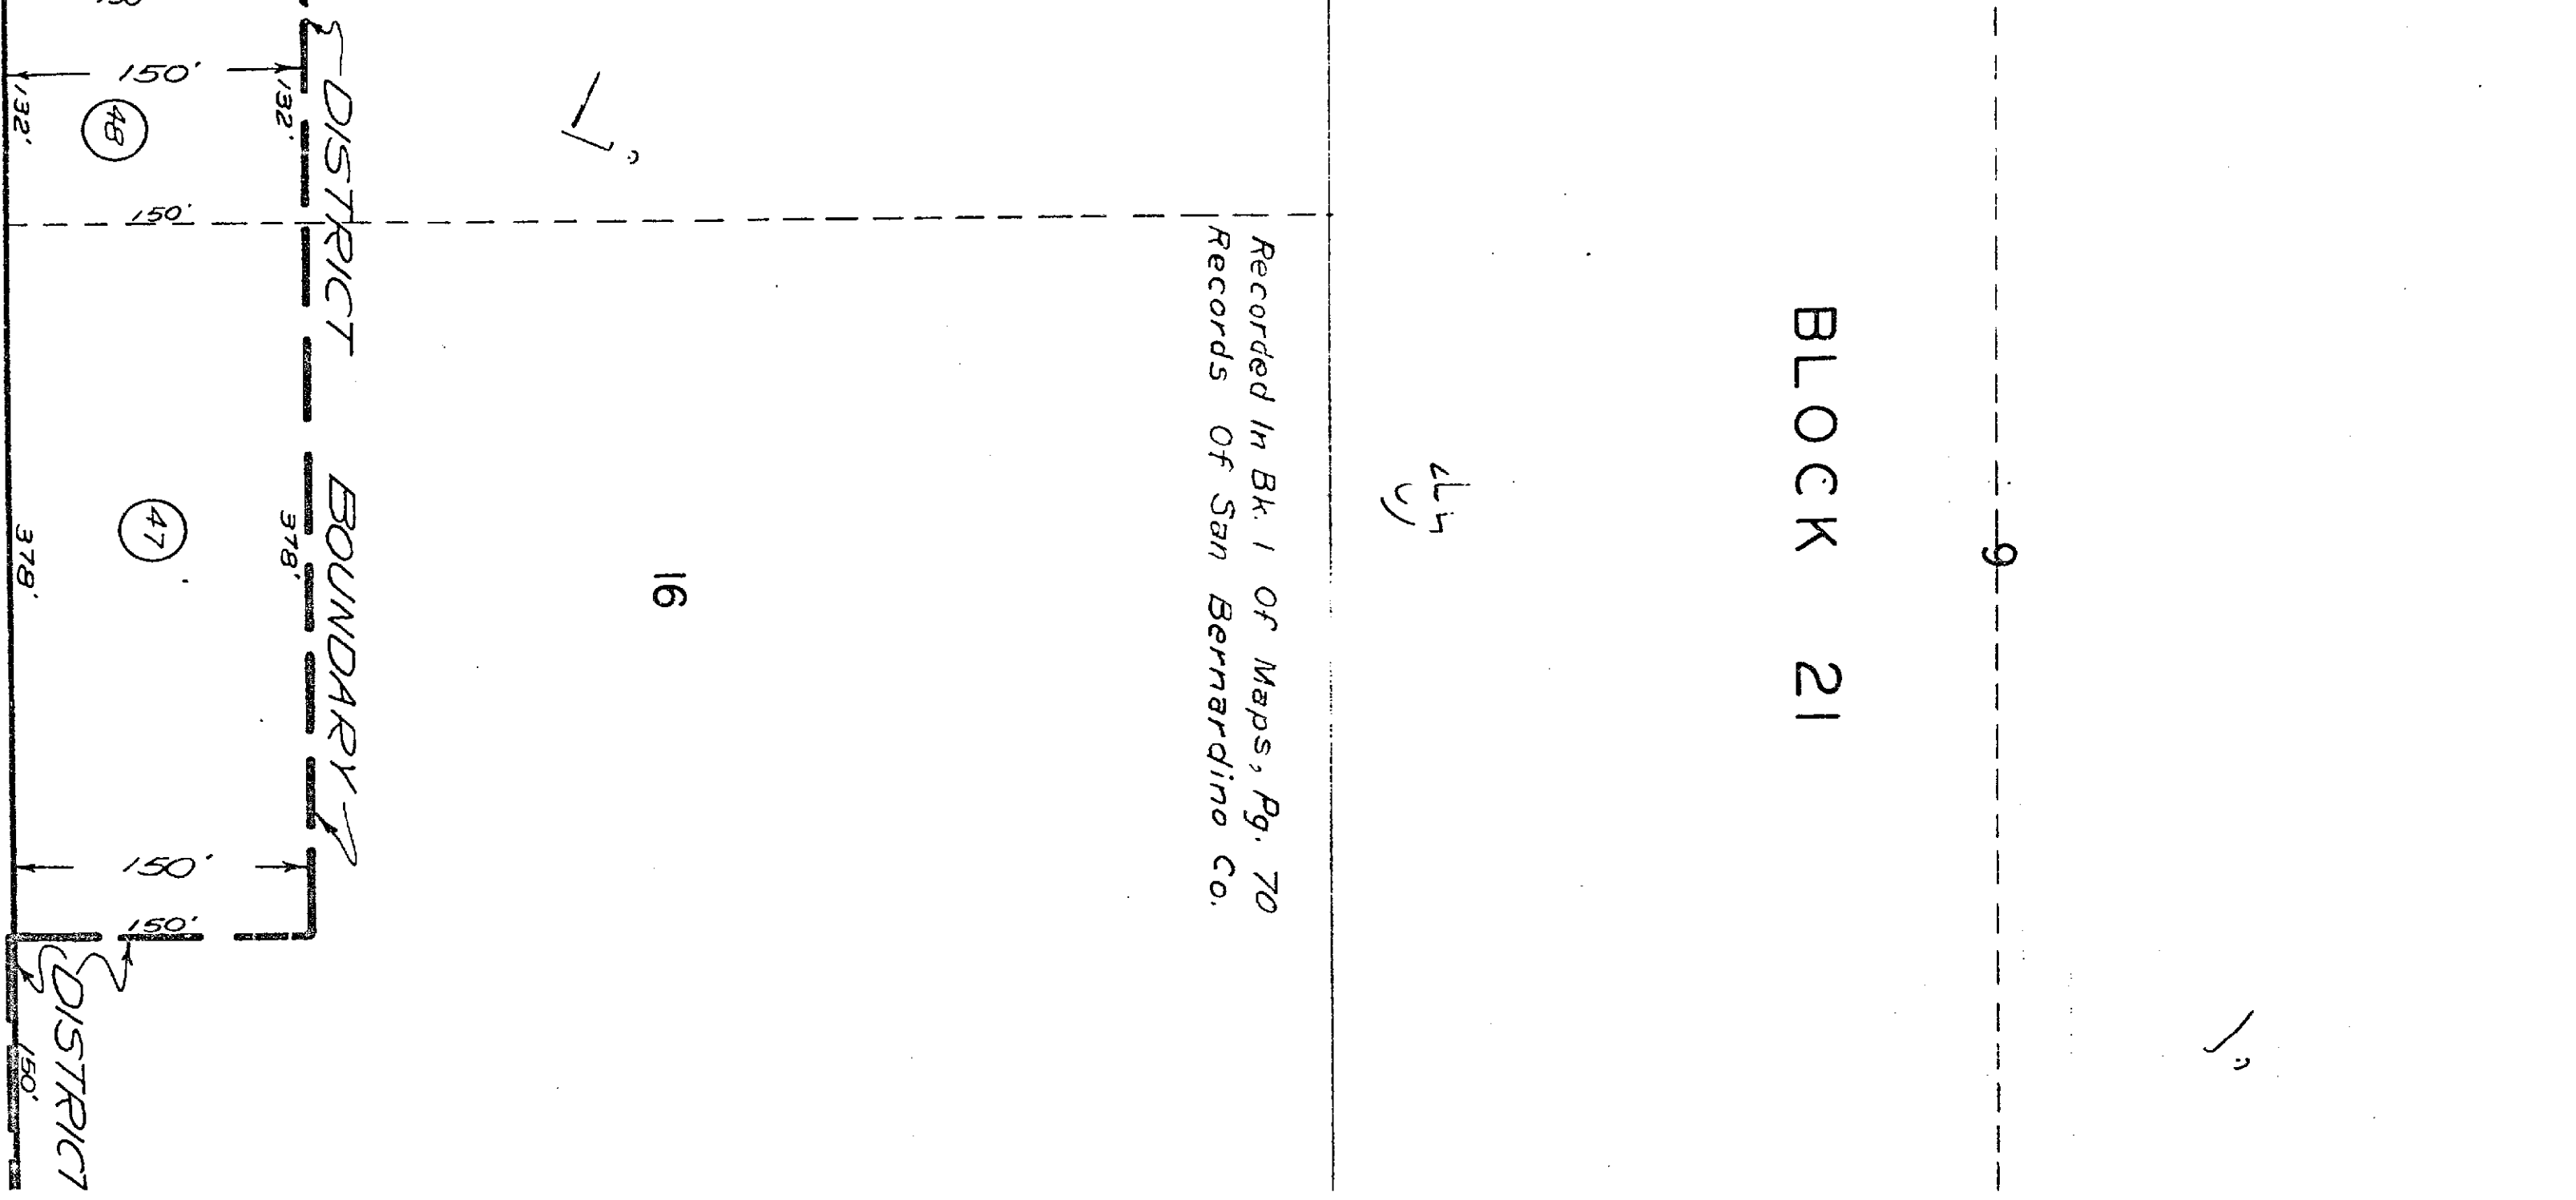 BLOCK 21
9
Recorded In Bk. 1 Of Maps, Pg. 70
Records Of San Bernardino Co.
16
DISTRICT BOUNDARY
150'
132'
132'
48
150'
378'
378'
47
150'
150'
DISTRICT
150'